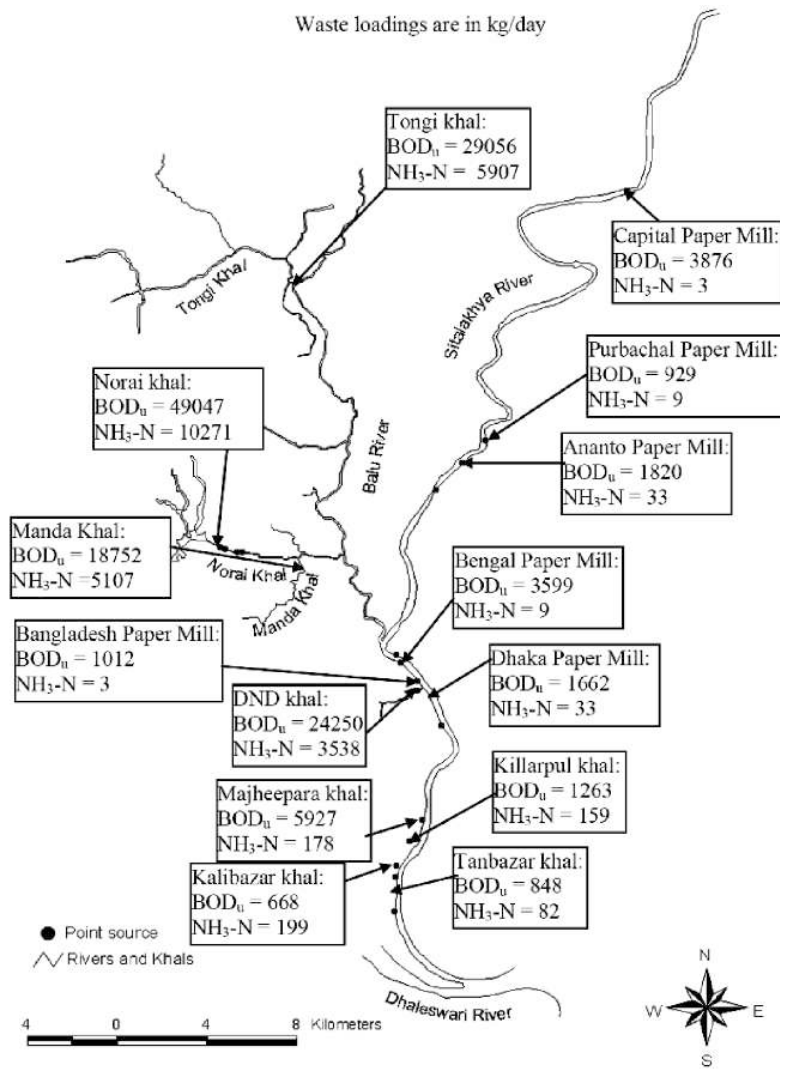 Waste loadings are in kg/day
Tongi khal:
BODu = 29056
NH3-N = 5907
Capital Paper Mill:
BODu = 3876
NH3-N = 3
Tongi Khal
Sitalakhya River
Purbachal Paper Mill:
BODu = 929
NH3-N = 9
Norai khal:
BODu = 49047
NH3-N = 10271
Balu River
Ananto Paper Mill:
BODu = 1820
NH3-N = 33
Manda Khal:
BODu = 18752
NH3-N =5107
Norai Khal
Manda Khal
Bengal Paper Mill:
BODu = 3599
NH3-N = 9
Bangladesh Paper Mill:
BODu = 1012
NH3-N = 3
Dhaka Paper Mill:
BODu = 1662
NH3-N = 33
DND khal:
BODu = 24250
NH3-N = 3538
Killarpul khal:
BODu = 1263
NH3-N = 159
Majheepara khal:
BODu = 5927
NH3-N = 178
Tanbazar khal:
BODu = 848
NH3-N = 82
Kalibazar khal:
BODu = 668
NH3-N = 199
Point source
Rivers and Khals
Dhaleswari River
4 0 4 8 Kilometers
N
W E
S